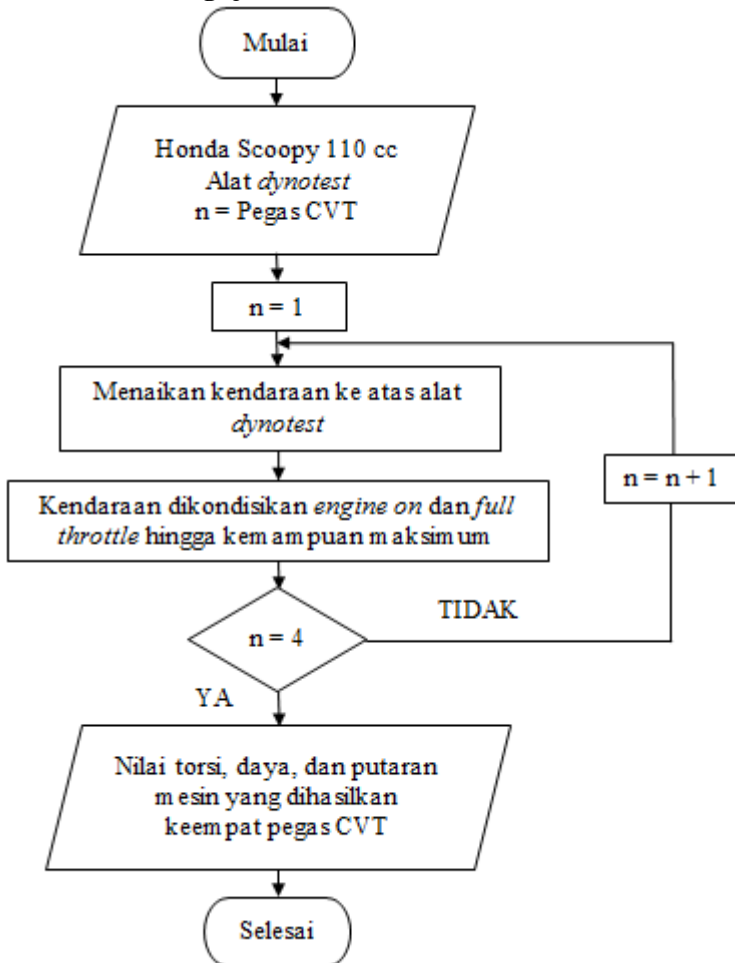 Mulai
Honda Scoopy 110 cc
Alat dynotest
n = Pegas CVT
n = 1
Menaikan kendaraan ke atas alat
dynotest
n = n + 1
Kendaraan dikondisikan engine on dan full
throttle hingga kemampuan maksimum
n = 4
TIDAK
YA
Nilai torsi, daya, dan putaran
mesin yang dihasilkan
keempat pegas CVT
Selesai